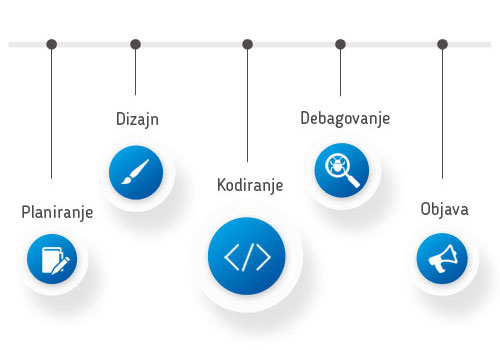 Planiranje
Dizajn
Kodiranje
Debagovanje
Objava